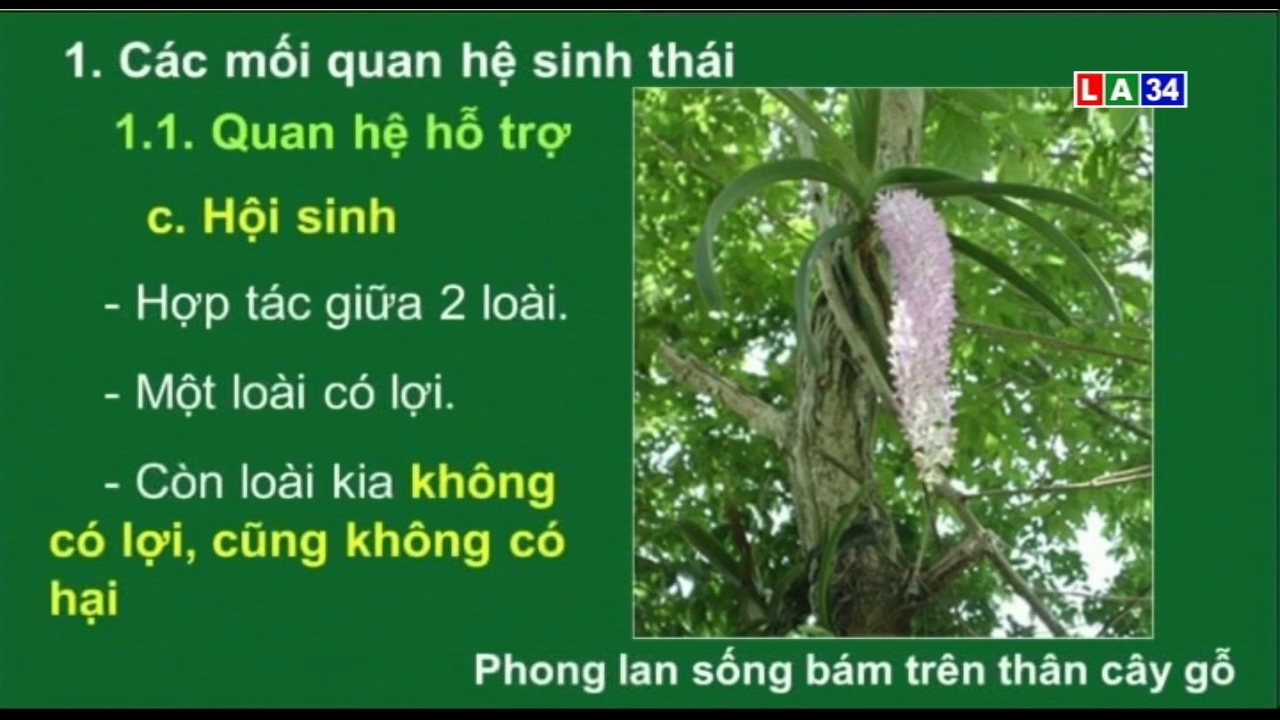 1. Các mối quan hệ sinh thái
LA34
1.1. Quan hệ hỗ trợ
c. Hội sinh
- Hợp tác giữa 2 loài.
- Một loài có lợi.
- Còn loài kia không
có lợi, cũng không có
hại
Phong lan sống bám trên thân cây gỗ